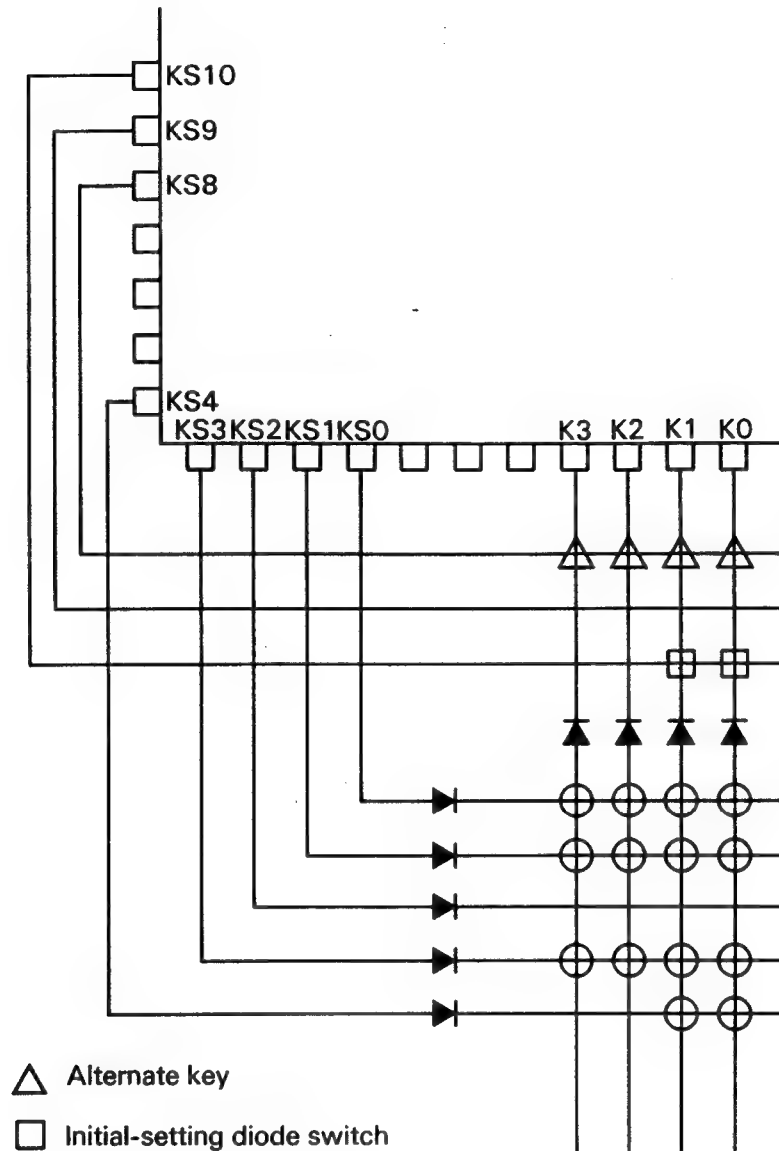 KS10
KS9
KS8
KS4
KS3 KS2 KS1 KS0 K3 K2 K1 K0
Alternate key
Initial-setting diode switch